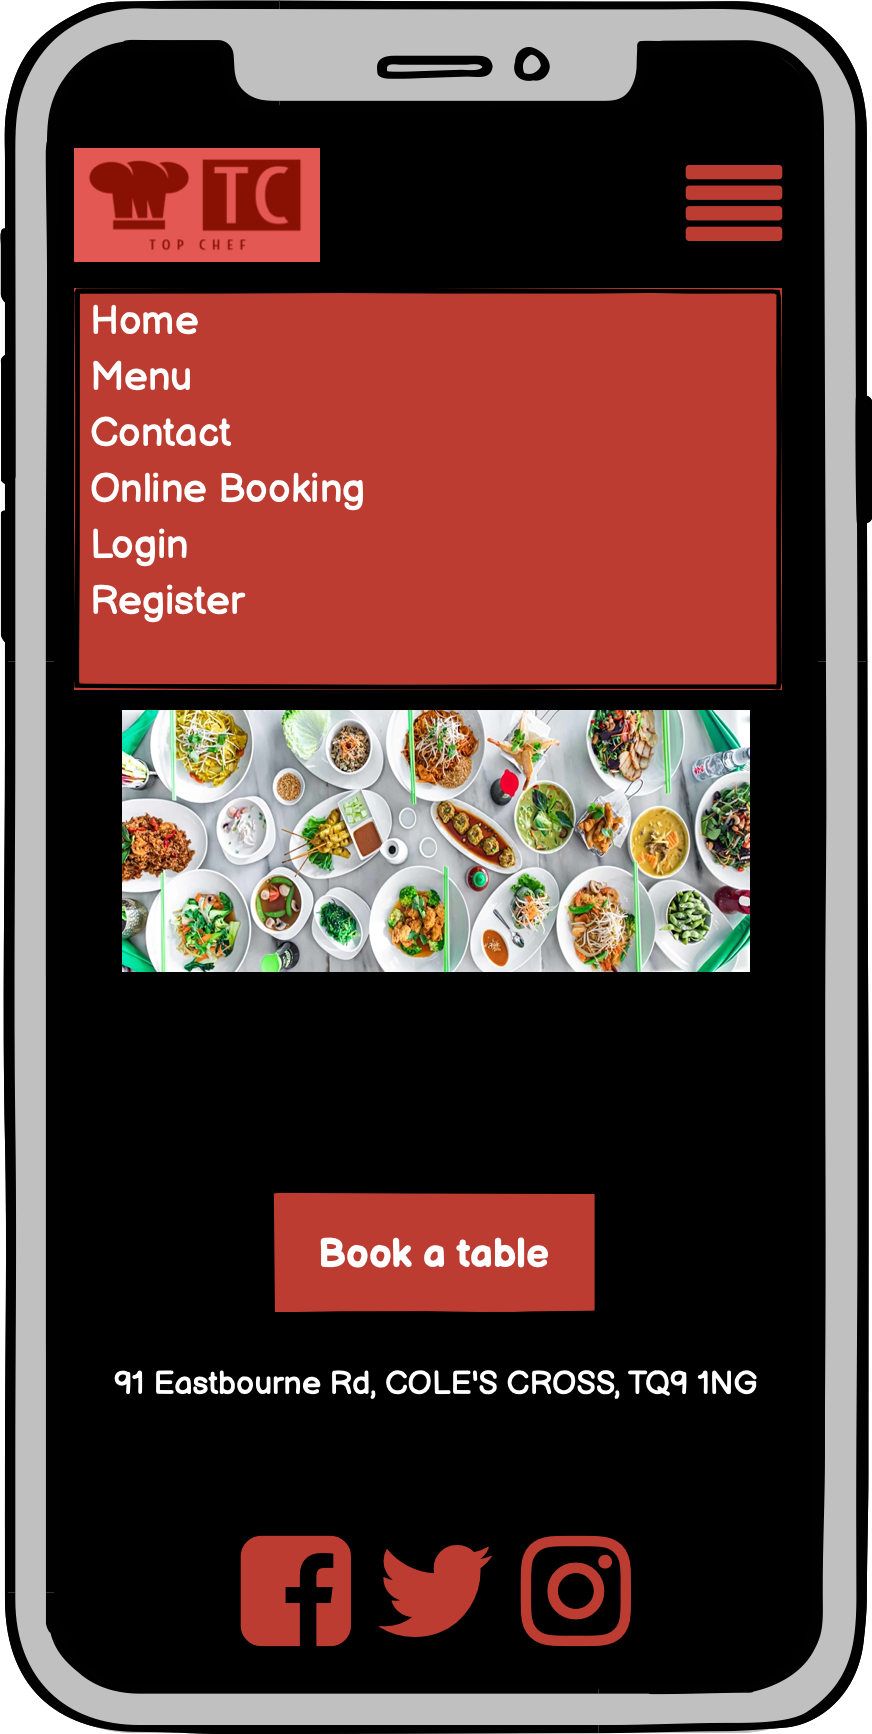 TC
TOP CHEF
Home
Menu
Contact
Online Booking
Login
Register
Book a table
91 Eastbourne Rd, COLE'S CROSS, TQ9 1NG